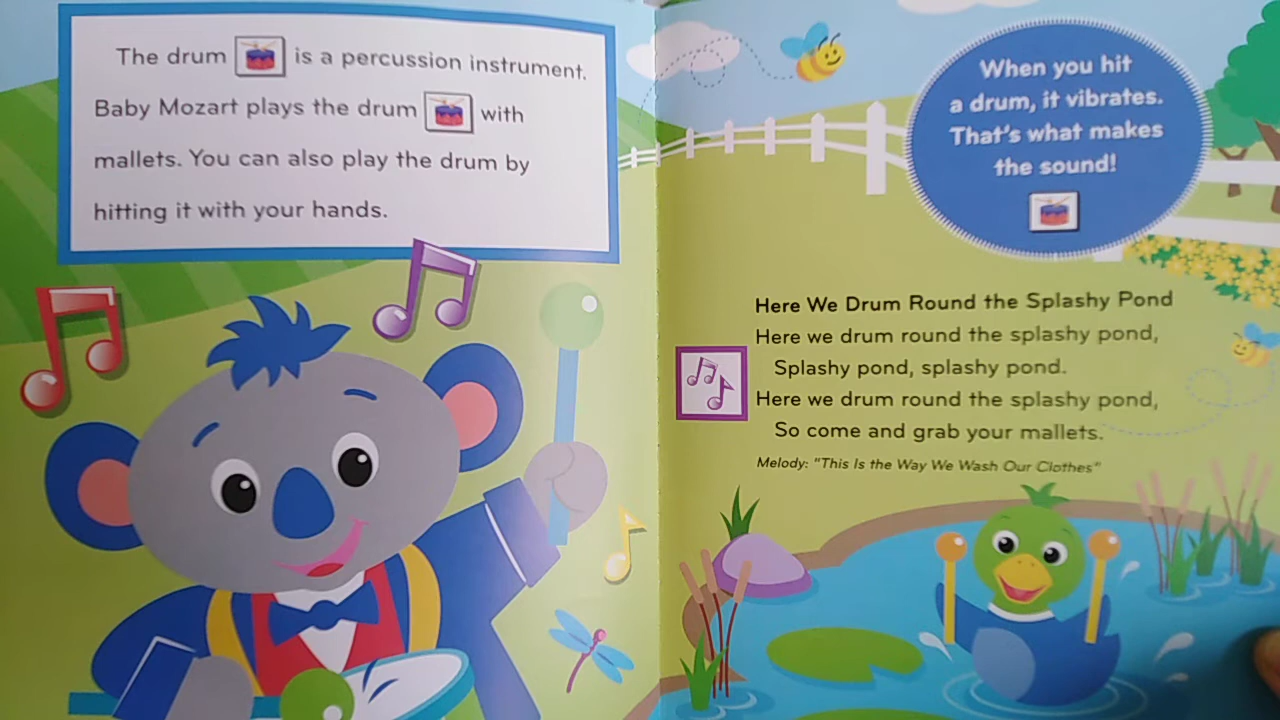 The drum is a percussion instrument.
Baby Mozart plays the drum with
mallets. You can also play the drum by
hitting it with your hands.
When you hit
a drum, it vibrates.
That's what makes
the sound!
Here We Drum Round the Splashy Pond
Here we drum round the splashy pond,
Splashy pond, splashy pond.
Here we drum round the splashy pond,
So come and grab your mallets.
Melody: "This Is the Way We Wash Our Clothes"